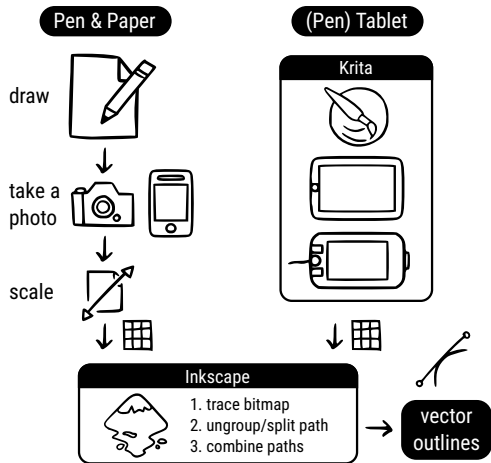 Pen & Paper
(Pen) Tablet
draw
take a
photo
scale
Krita
Inkscape
1. trace bitmap
2. ungroup/split path
3. combine paths
vector
outlines